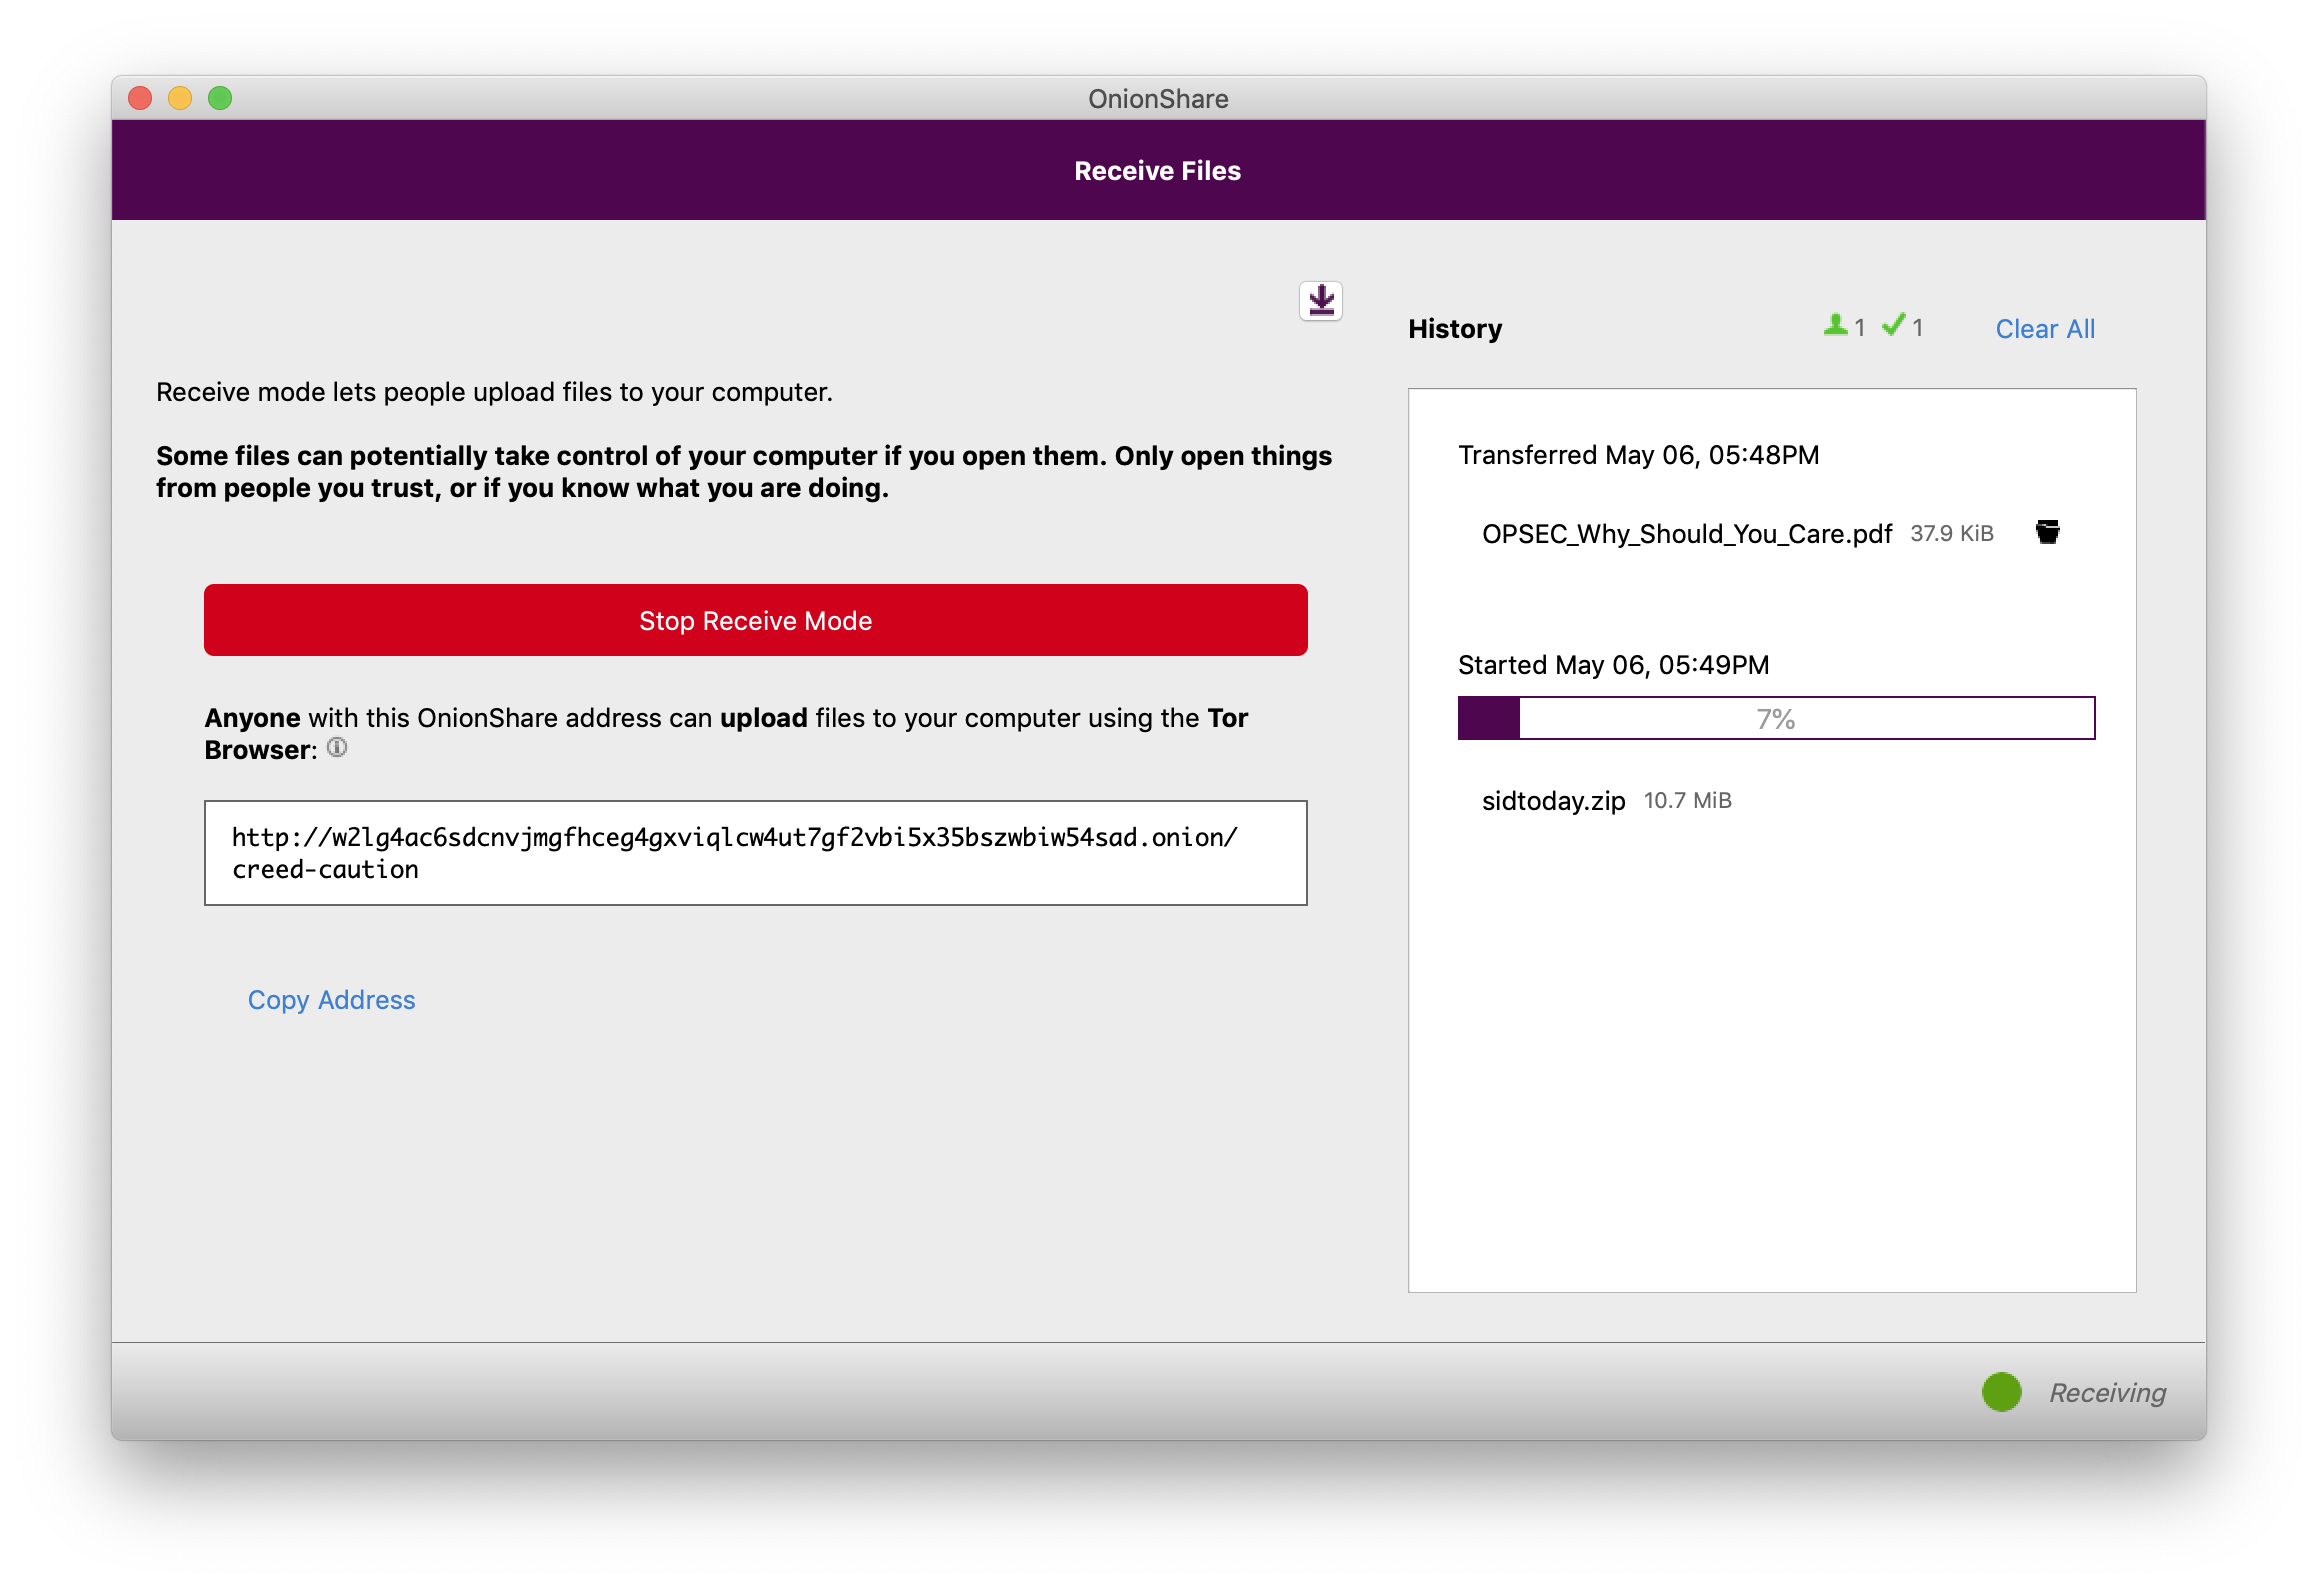 OnionShare
Receive Files
Receive mode lets people upload files to your computer.
Some files can potentially take control of your computer if you open them. Only open things
from people you trust, or if you know what you are doing.
Stop Receive Mode
Anyone with this OnionShare address can upload files to your computer using the Tor
Browser:
http://w2lg4ac6sdcnvjmgfhceg4gxviqlcw4ut7gf2vbi5x35bszwbiw54sad.onion/
creed-caution
Copy Address
History 1 1 Clear All
Transferred May 06, 05:48PM
OPSEC_Why_Should_You_Care.pdf 37.9 KiB
Started May 06, 05:49PM
7%
sidtoday.zip 10.7 MiB
Receiving